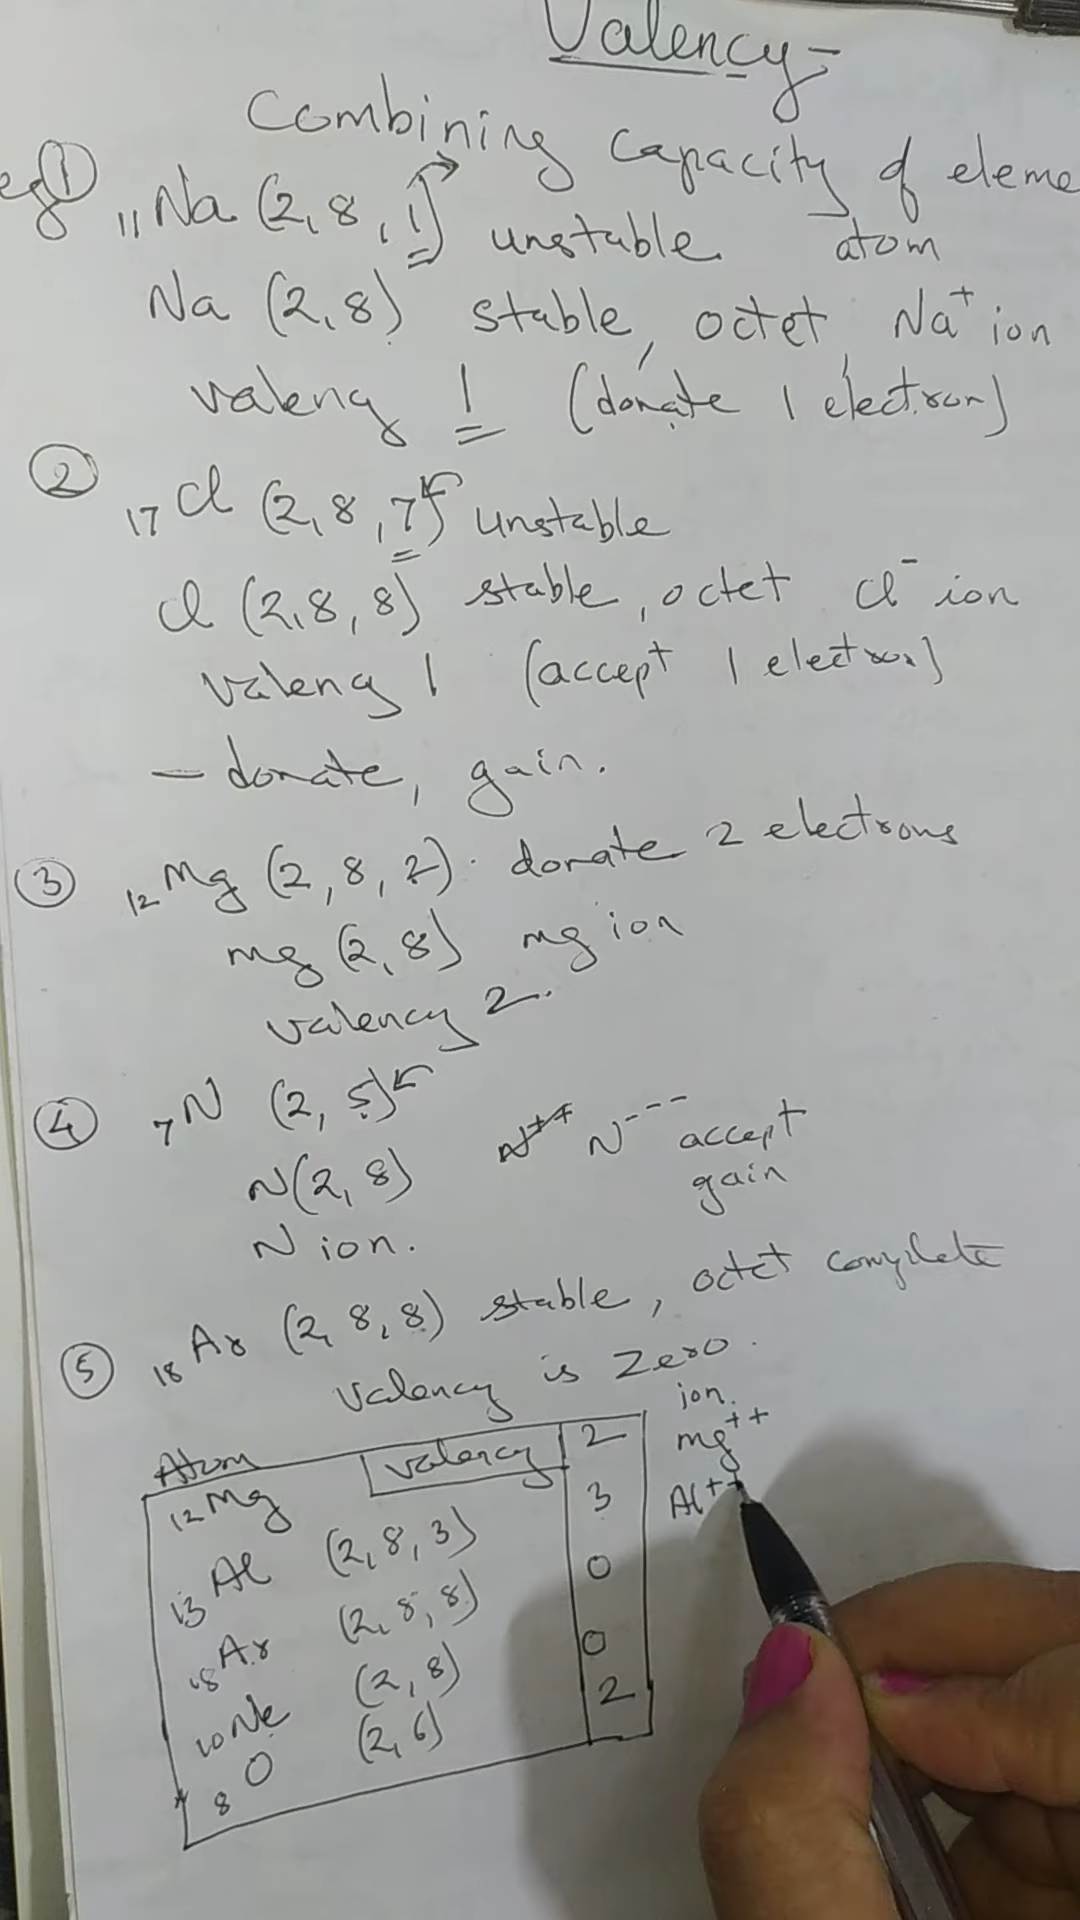 Valency-
Combining capacity of eleme
atom
eg ① 11Na (2, 8, 1) unstable
Na (2, 8) stable, octet, Na+ ion
valency 1 (donate 1 electron)
② 17Cl (2, 8, 7) unstable
Cl (2, 8, 8) stable, octet Cl- ion
valency 1 (accept 1 electron)
- donate, gain.
③ 12Mg (2, 8, 2). donate 2 electrons
mg (2, 8) mg ion
valency 2.
④ 7N (2, 5)
N(2, 8) N--- accept
gain
N ion.
⑤ 18Ar (2, 8, 8) stable, octet complete
valency is zero.
Atom valency ion.
12Mg 2 mg++
13Al (2, 8, 3) 3 Al++
18Ar (2, 8, 8) 0
10Ne (2, 8) 0
8O (2, 6) 2